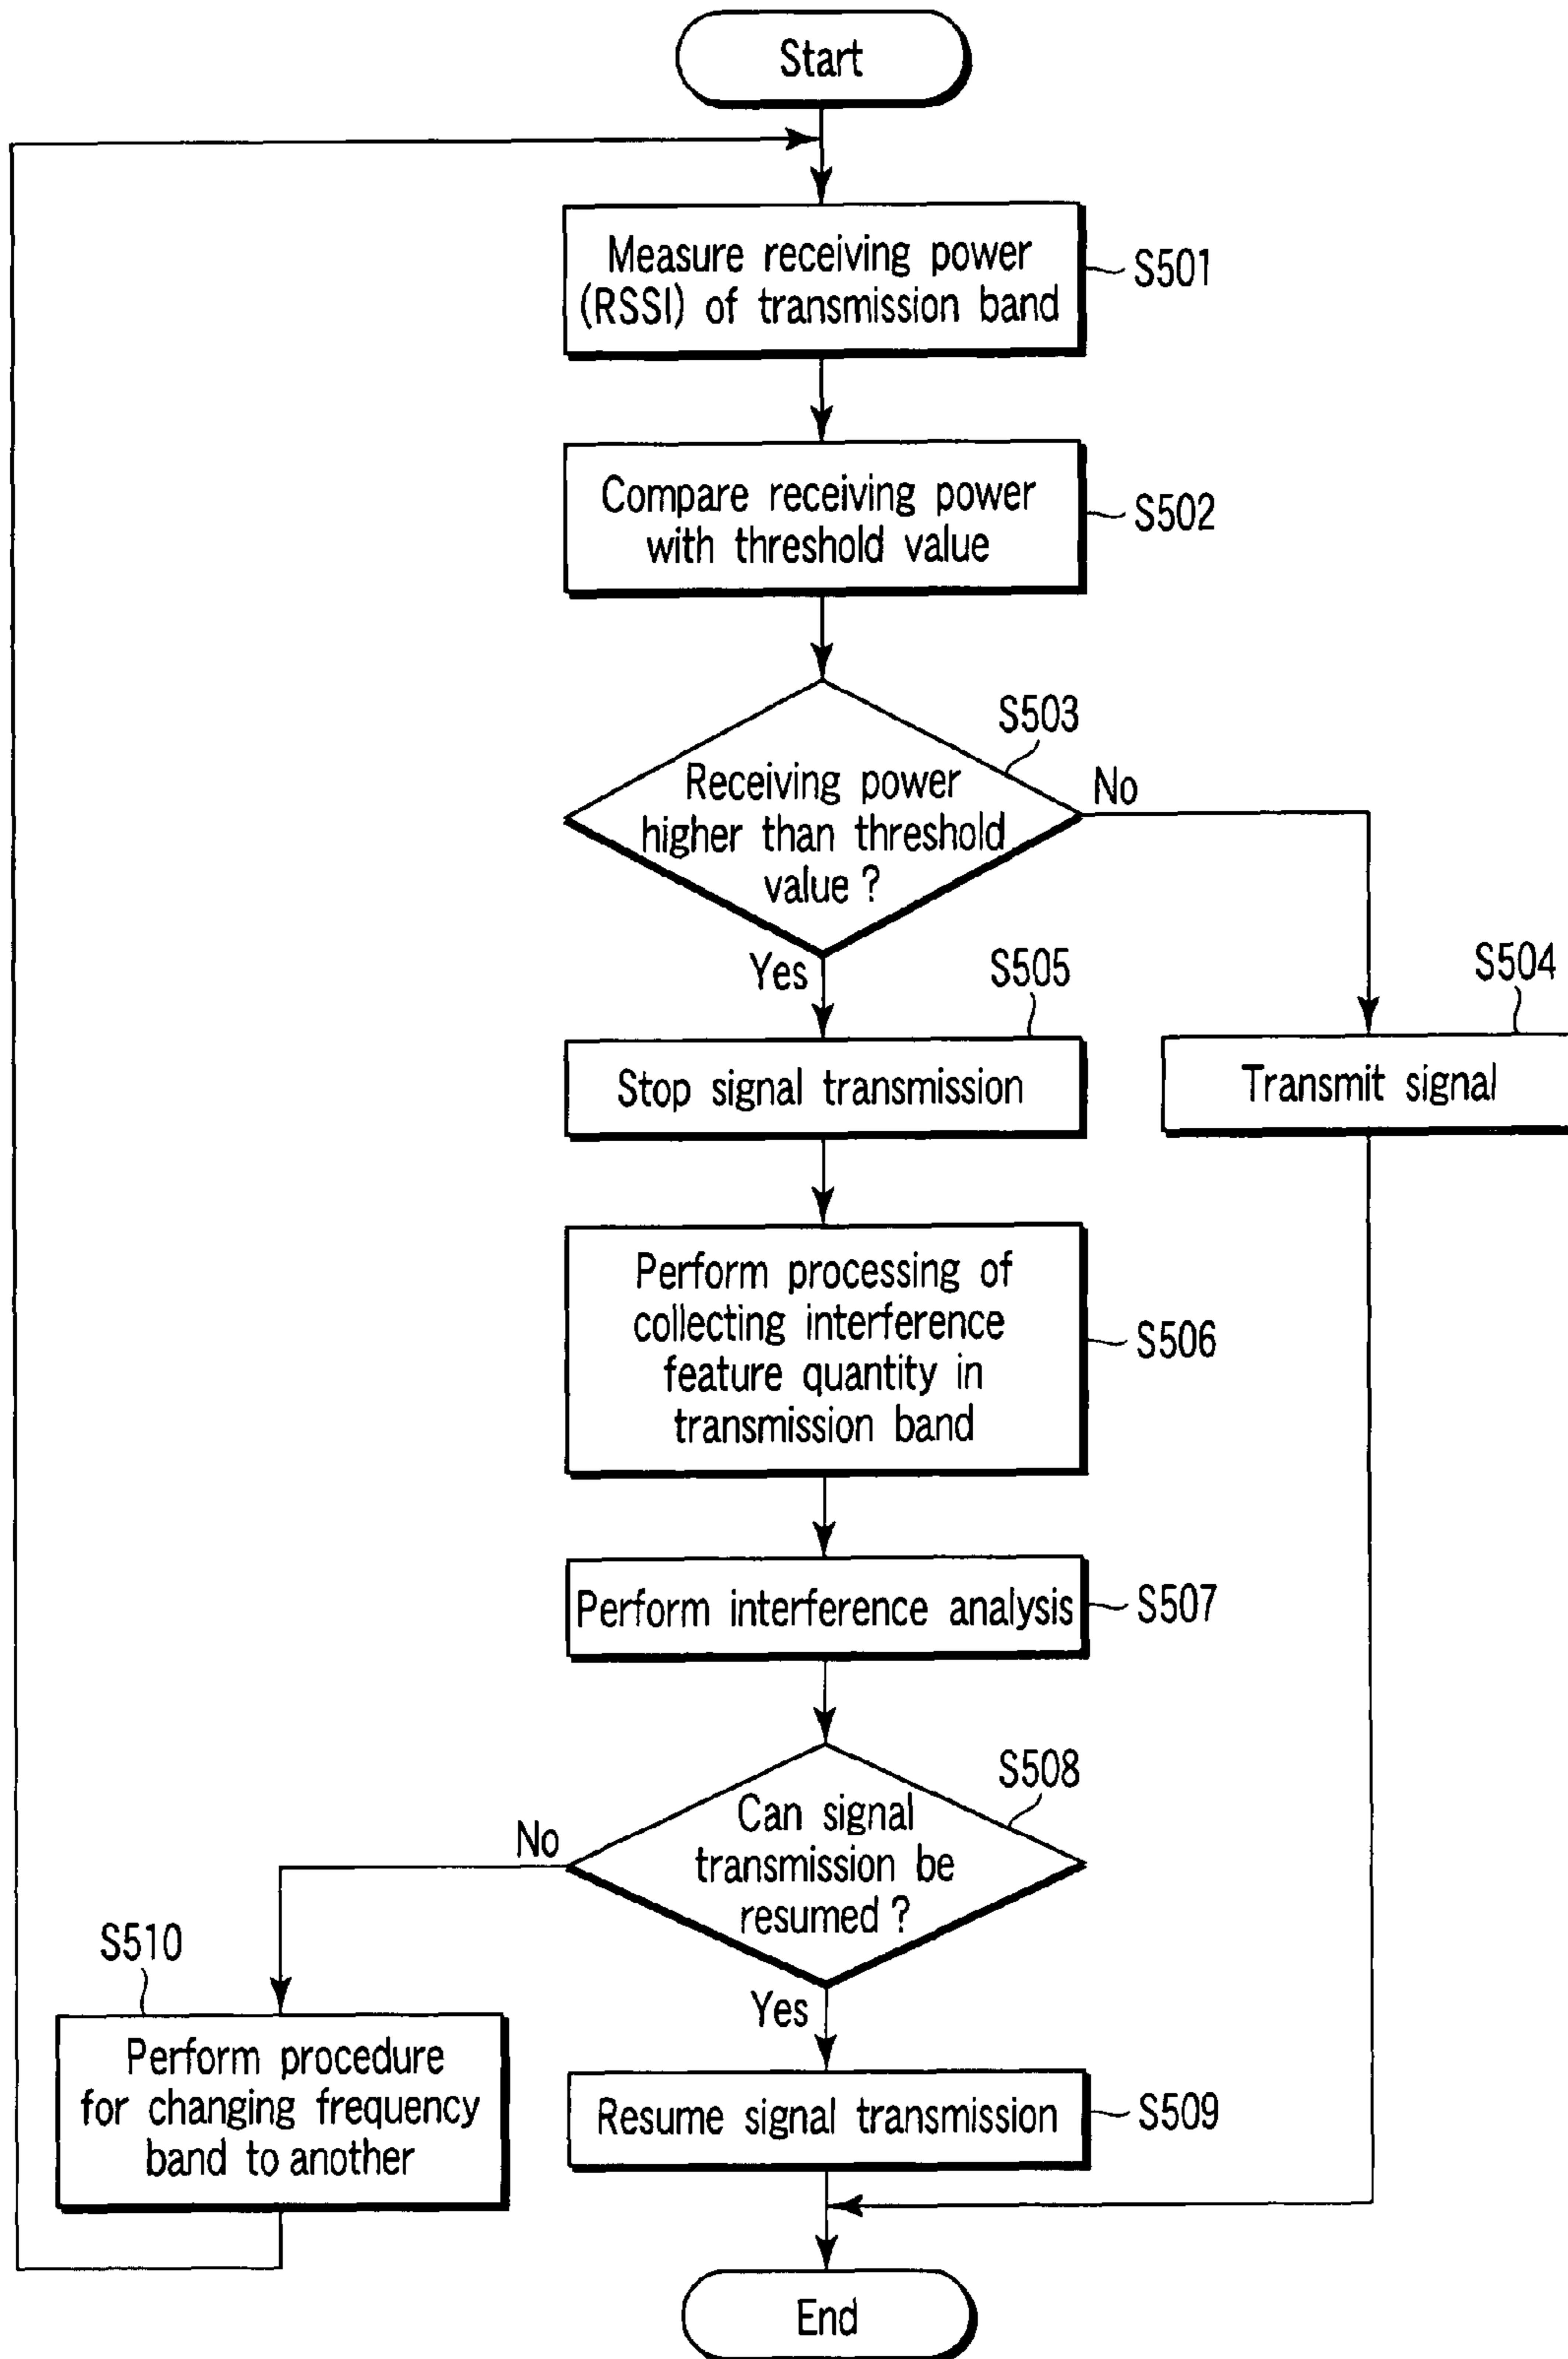 Start
Measure receiving power
(RSSI) of transmission band
S501
Compare receiving power
with threshold value
S502
S503
Receiving power
higher than threshold
value ?
No
Yes
S505
S504
Stop signal transmission
Transmit signal
Perform processing of
collecting interference
feature quantity in
transmission band
S506
Perform interference analysis
S507
S508
Can signal
transmission be
resumed ?
No
S510
Yes
Perform procedure
for changing frequency
band to another
Resume signal transmission
S509
End